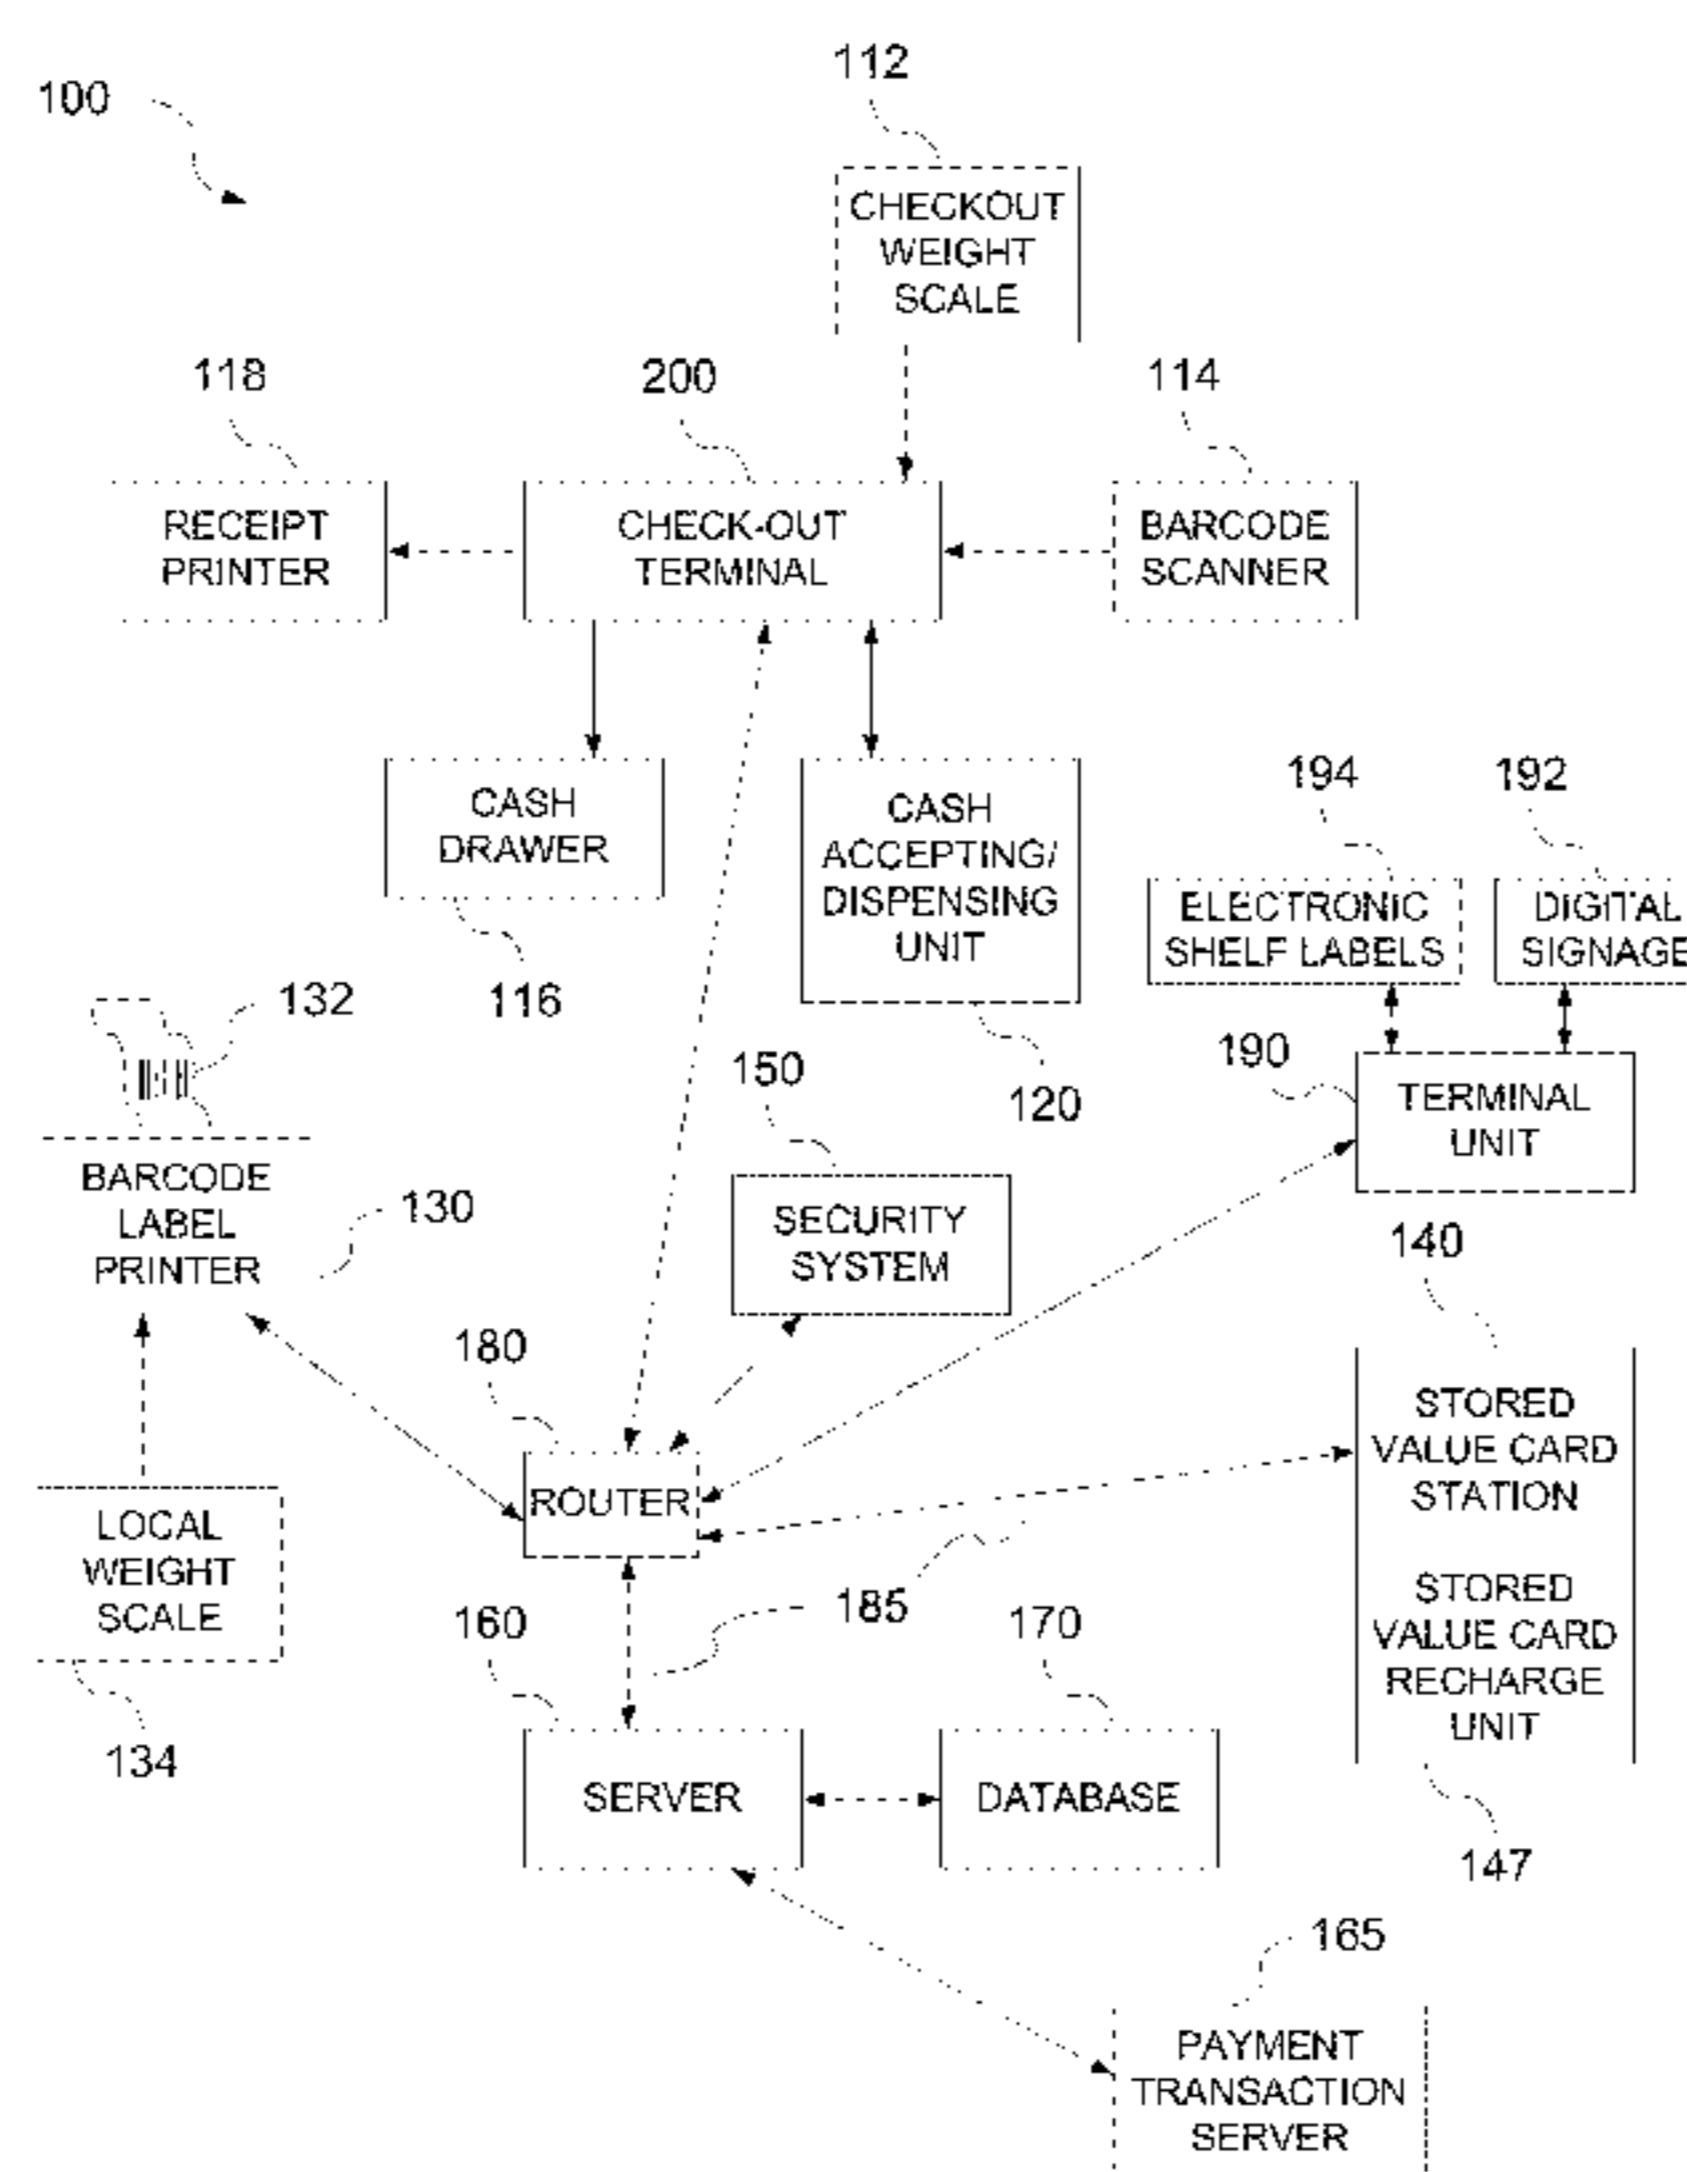 112
100
CHECKOUT
WEIGHT
SCALE
118
200
114
RECEIPT
PRINTER
CHECK-OUT
TERMINAL
BARCODE
SCANNER
CASH
DRAWER
116
CASH
ACCEPTING/
DISPENSING
UNIT
120
194
192
ELECTRONIC
SHELF LABELS
DIGITAL
SIGNAGE
190
TERMINAL
UNIT
132
BARCODE
LABEL
PRINTER
130
150
SECURITY
SYSTEM
140
STORED
VALUE CARD
STATION
STORED
VALUE CARD
RECHARGE
UNIT
147
180
ROUTER
LOCAL
WEIGHT
SCALE
134
185
160
170
SERVER
DATABASE
165
PAYMENT
TRANSACTION
SERVER